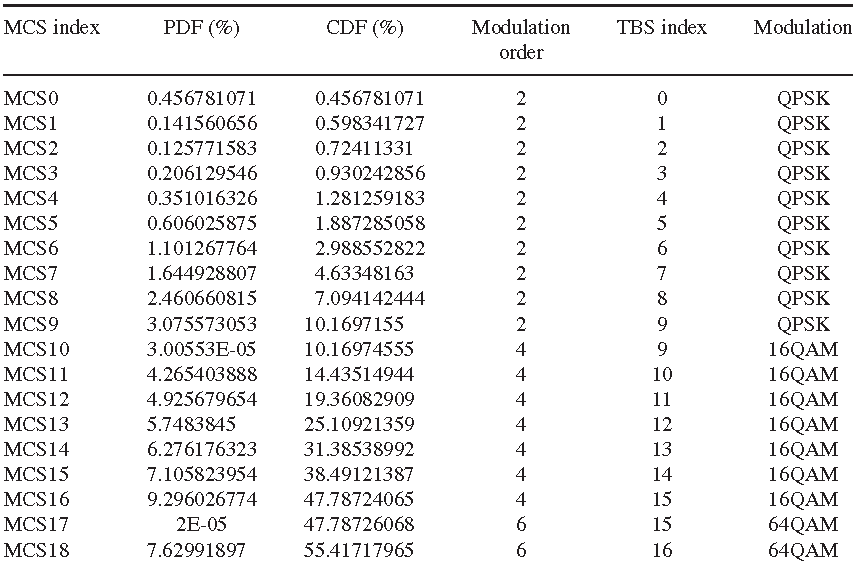 MCS index PDF (%) CDF (%) Modulation order TBS index Modulation
MCS0 0.456781071 0.456781071 2 0 QPSK
MCS1 0.141560656 0.598341727 2 1 QPSK
MCS2 0.125771583 0.72411331 2 2 QPSK
MCS3 0.206129546 0.930242856 2 3 QPSK
MCS4 0.351016326 1.281259183 2 4 QPSK
MCS5 0.606025875 1.887285058 2 5 QPSK
MCS6 1.101267764 2.988552822 2 6 QPSK
MCS7 1.644928807 4.63348163 2 7 QPSK
MCS8 2.460660815 7.094142444 2 8 QPSK
MCS9 3.075573053 10.1697155 2 9 QPSK
MCS10 3.00553E-05 10.16974555 4 9 16QAM
MCS11 4.265403888 14.43514944 4 10 16QAM
MCS12 4.925679654 19.36082909 4 11 16QAM
MCS13 5.7483845 25.10921359 4 12 16QAM
MCS14 6.276176323 31.38538992 4 13 16QAM
MCS15 7.105823954 38.49121387 4 14 16QAM
MCS16 9.296026774 47.78724065 4 15 16QAM
MCS17 2E-05 47.78726068 6 15 64QAM
MCS18 7.62991897 55.41717965 6 16 64QAM